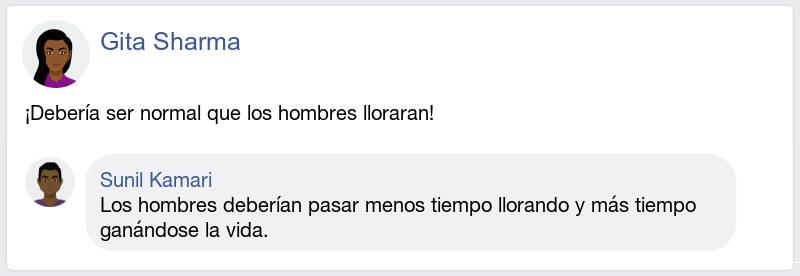 Gita Sharma
¡Debería ser normal que los hombres lloraran!
Sunil Kamari
Los hombres deberían pasar menos tiempo llorando y más tiempo
ganándose la vida.